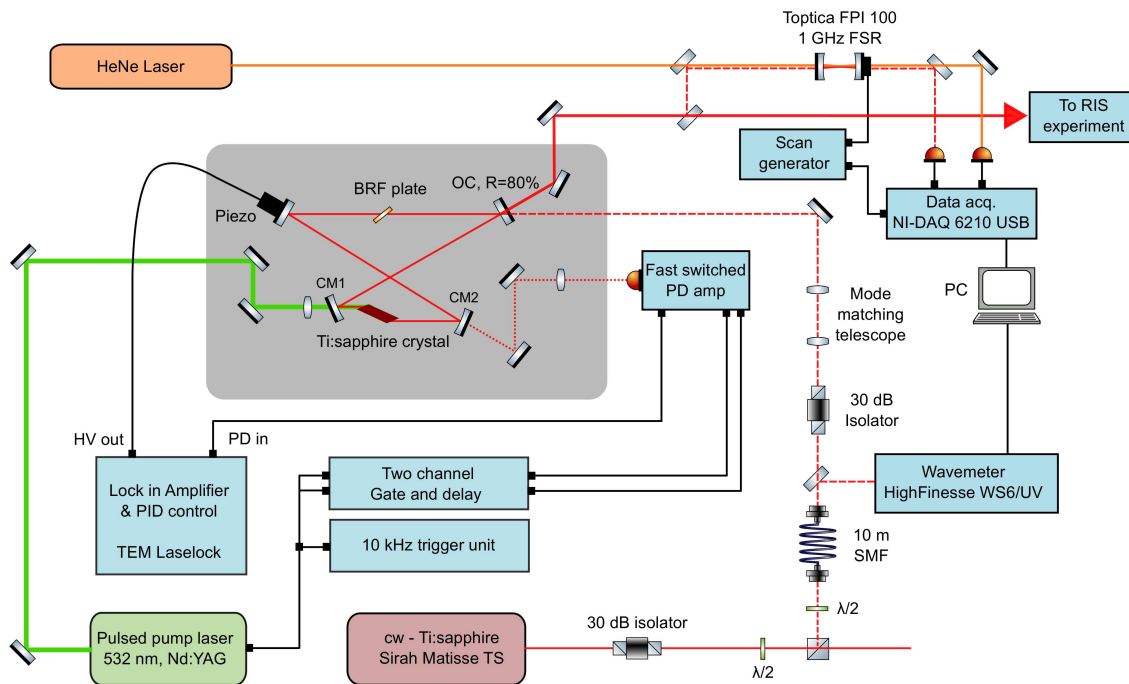 Toptica FPI 100
1 GHz FSR
HeNe Laser
To RIS
experiment
Scan
generator
BRF plate
OC, R=80%
Piezo
Data acq.
NI-DAQ 6210 USB
CM1
CM2
Fast switched
PD amp
Ti:sapphire crystal
PC
Mode
matching
telescope
30 dB
Isolator
HV out
PD in
Lock in Amplifier
& PID control
TEM Laselock
Two channel
Gate and delay
Wavemeter
HighFinesse WS6/UV
10 kHz trigger unit
10 m
SMF
λ/2
Pulsed pump laser
532 nm, Nd:YAG
cw - Ti:sapphire
Sirah Matisse TS
30 dB isolator
λ/2